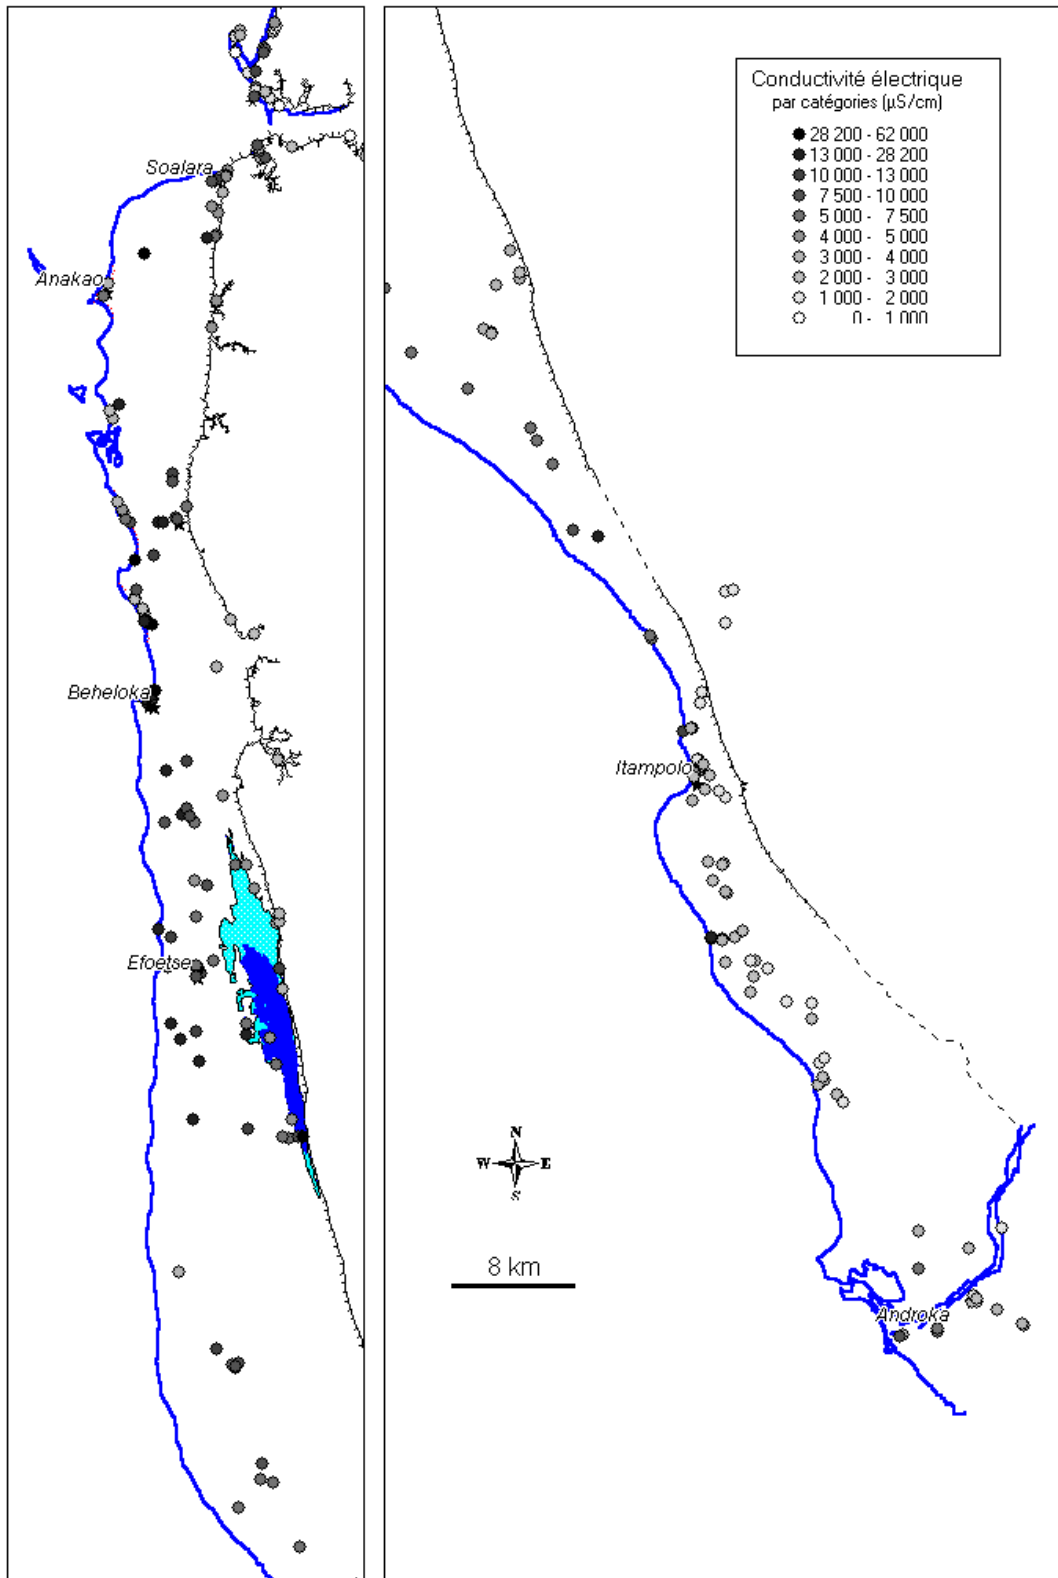 Soalara
Anakao
Beheloka
Efoetse
Conductivité électrique
par catégories (µS/cm)
28 200 - 62 000
13 000 - 28 200
10 000 - 13 000
7 500 - 10 000
5 000 - 7 500
4 000 - 5 000
3 000 - 4 000
2 000 - 3 000
1 000 - 2 000
0 - 1 000
Itampolo
N
W E
S
8 km
Androka